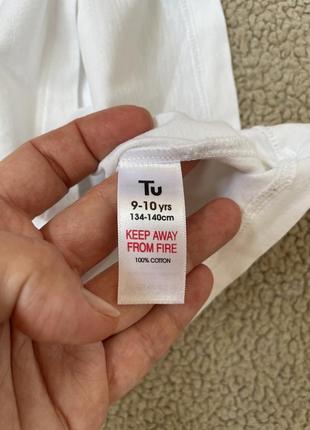 Tu
9-10 yrs
134-140cm
KEEP AWAY
FROM FIRE
100% COTTON